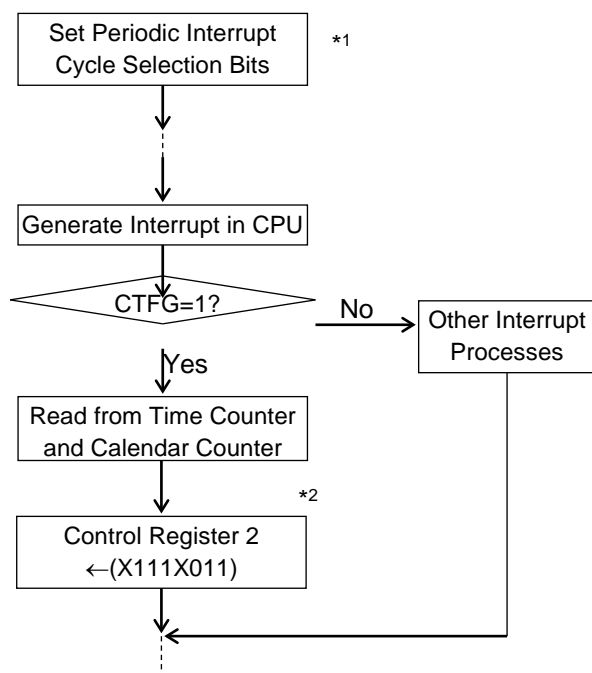 Set Periodic Interrupt
Cycle Selection Bits
*1
Generate Interrupt in CPU
CTFG=1?
No
Other Interrupt
Processes
Yes
Read from Time Counter
and Calendar Counter
*2
Control Register 2
←(X111X011)